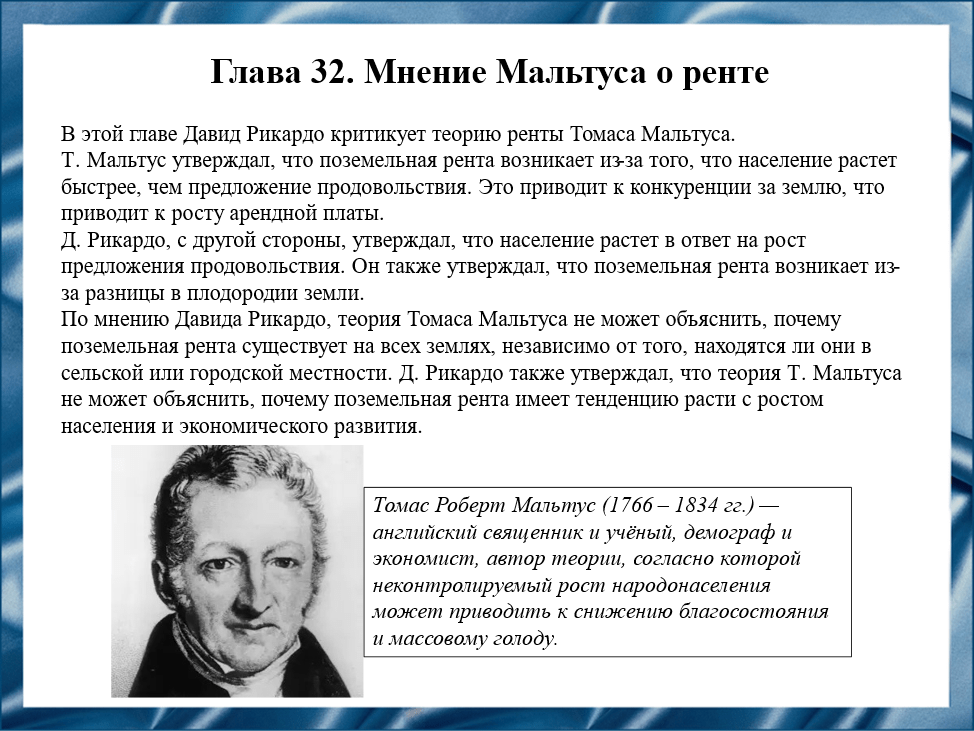 Глава 32. Мнение Мальтуса о ренте
В этой главе Давид Рикардо критикует теорию ренты Томаса Мальтуса.
Т. Мальтус утверждал, что поземельная рента возникает из-за того, что население растет
быстрее, чем предложение продовольствия. Это приводит к конкуренции за землю, что
приводит к росту арендной платы.
Д. Рикардо, с другой стороны, утверждал, что население растет в ответ на рост
предложения продовольствия. Он также утверждал, что поземельная рента возникает из-
за разницы в плодородии земли.
По мнению Давида Рикардо, теория Томаса Мальтуса не может объяснить, почему
поземельная рента существует на всех землях, независимо от того, находятся ли они в
сельской или городской местности. Д. Рикардо также утверждал, что теория Т. Мальтуса
не может объяснить, почему поземельная рента имеет тенденцию расти с ростом
населения и экономического развития.
Томас Роберт Мальтус (1766 – 1834 гг.) —
английский священник и учёный, демограф и
экономист, автор теории, согласно которой
неконтролируемый рост народонаселения
может приводить к снижению благосостояния
и массовому голоду.